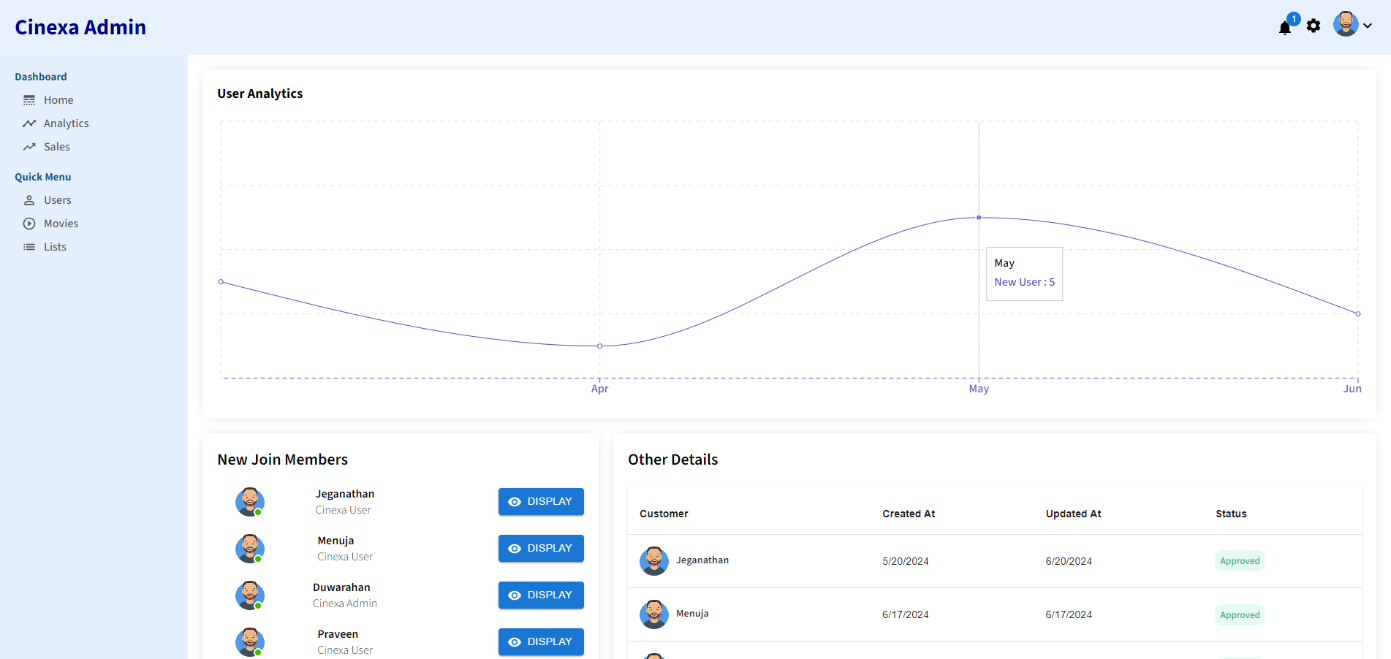 Cinexa Admin
1
Dashboard
Home
Analytics
Sales
Quick Menu
Users
Movies
Lists
User Analytics
May
New User : 5
Apr May Jun
New Join Members
Jeganathan
Cinexa User
DISPLAY
Menuja
Cinexa User
DISPLAY
Duwarahan
Cinexa Admin
DISPLAY
Praveen
Cinexa User
DISPLAY
Other Details
Customer Created At Updated At Status
Jeganathan 5/20/2024 6/20/2024 Approved
Menuja 6/17/2024 6/17/2024 Approved